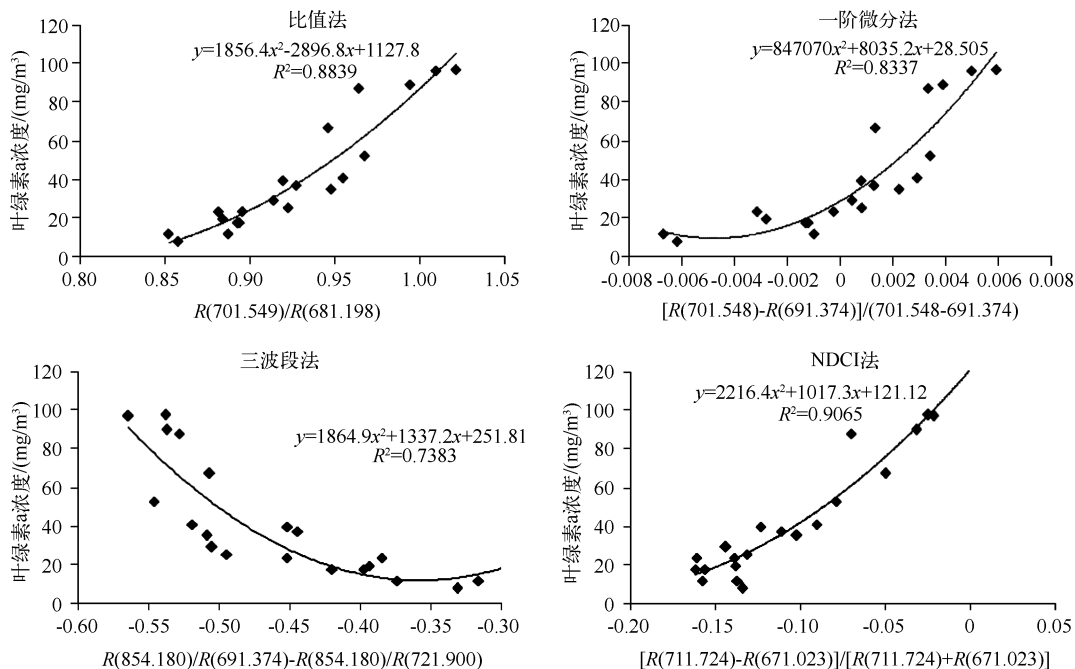 比值法
y=1856.4x²-2896.8x+1127.8
R²=0.8839
叶绿素a浓度/(mg/m³)
120
100
80
60
40
20
0
0.80 0.85 0.90 0.95 1.00 1.05
R(701.549)/R(681.198)
一阶微分法
y=847070x²+8035.2x+28.505
R²=0.8337
叶绿素a浓度/(mg/m³)
120
100
80
60
40
20
0
-0.008 -0.006 -0.004 -0.002 0 0.002 0.004 0.006 0.008
[R(701.548)-R(691.374)]/(701.548-691.374)
三波段法
y=1864.9x²+1337.2x+251.81
R²=0.7383
叶绿素a浓度/(mg/m³)
120
100
80
60
40
20
0
-0.60 -0.55 -0.50 -0.45 -0.40 -0.35 -0.30
R(854.180)/R(691.374)-R(854.180)/R(721.900)
NDCI法
y=2216.4x²+1017.3x+121.12
R²=0.9065
叶绿素a浓度/(mg/m³)
120
100
80
60
40
20
0
-0.20 -0.15 -0.10 -0.05 0 0.05
[R(711.724)-R(671.023)]/[R(711.724)+R(671.023)]